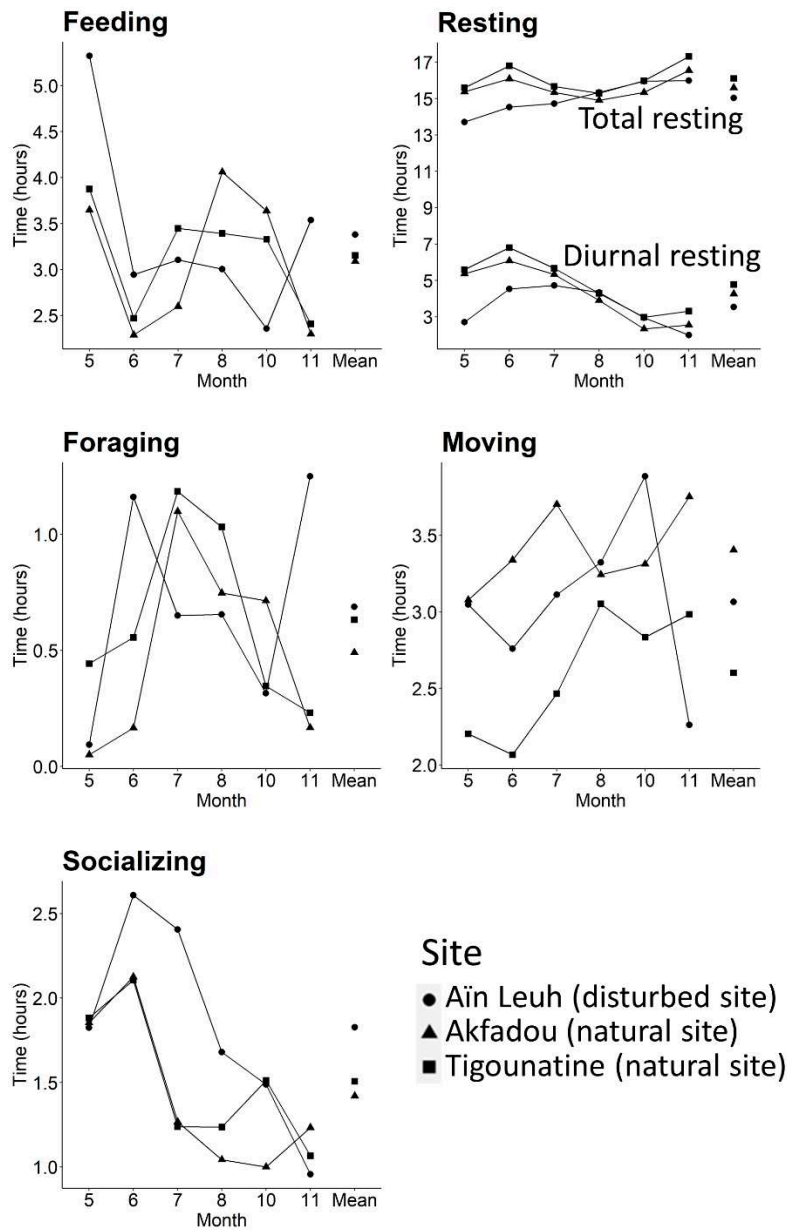 Feeding
Time (hours)
5.0
4.5
4.0
3.5
3.0
2.5
5 6 7 8 10 11 Mean
Month
Resting
Time (hours)
17
15
13
11
9
7
5
3
Total resting
Diurnal resting
5 6 7 8 10 11 Mean
Month
Foraging
Time (hours)
1.0
0.5
0.0
5 6 7 8 10 11 Mean
Month
Moving
Time (hours)
3.5
3.0
2.5
2.0
5 6 7 8 10 11 Mean
Month
Socializing
Time (hours)
2.5
2.0
1.5
1.0
5 6 7 8 10 11 Mean
Month
Site
Aïn Leuh (disturbed site)
Akfadou (natural site)
Tigounatine (natural site)